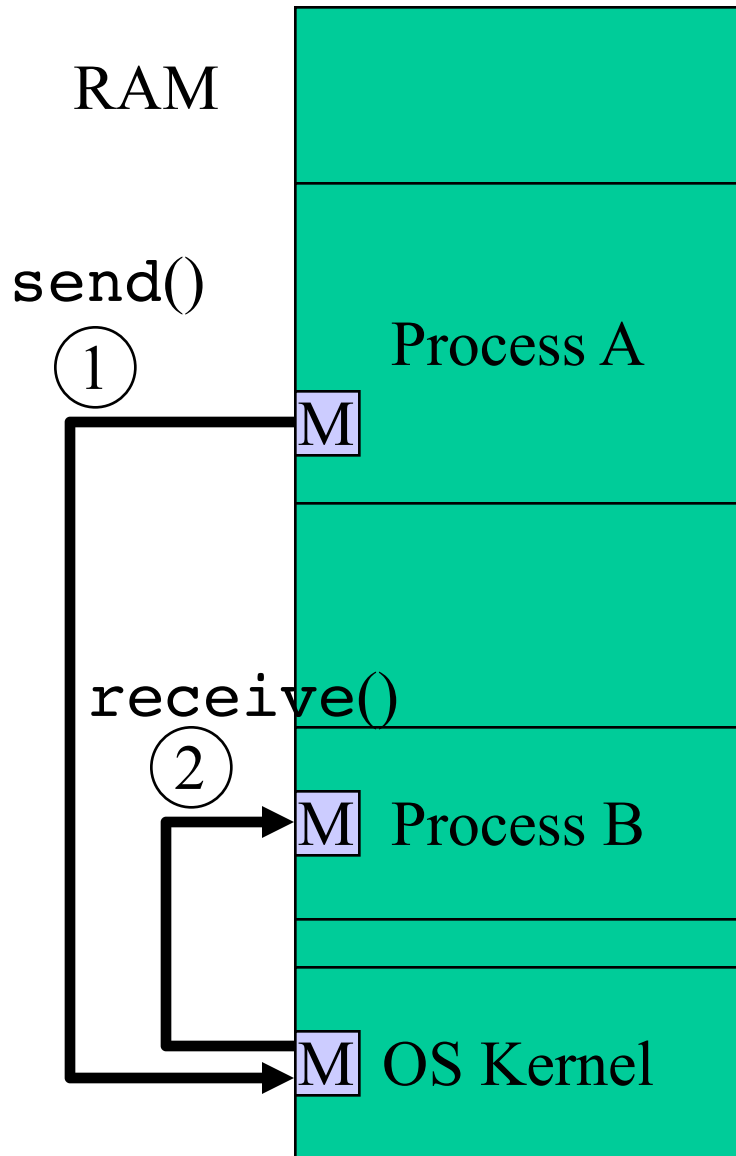 RAM
send()
1
Process A
M
receive()
2
M Process B
M OS Kernel